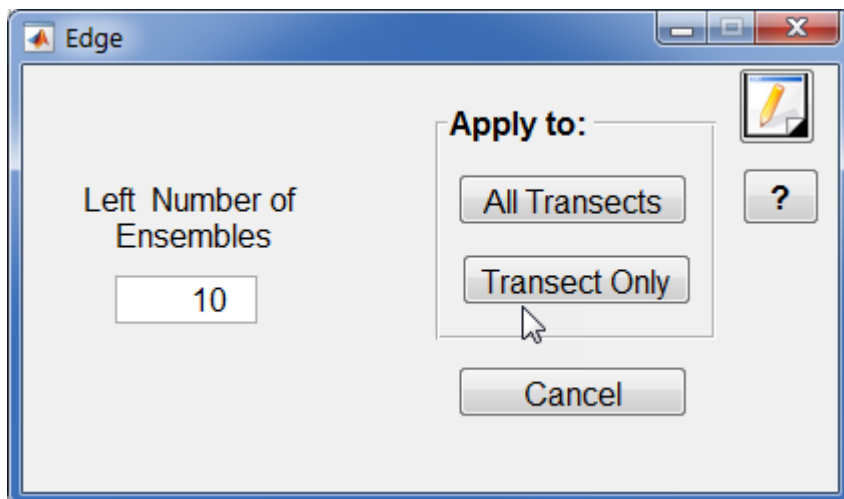 Edge
Apply to:
Left Number of
Ensembles
10
All Transects
Transect Only
Cancel
?